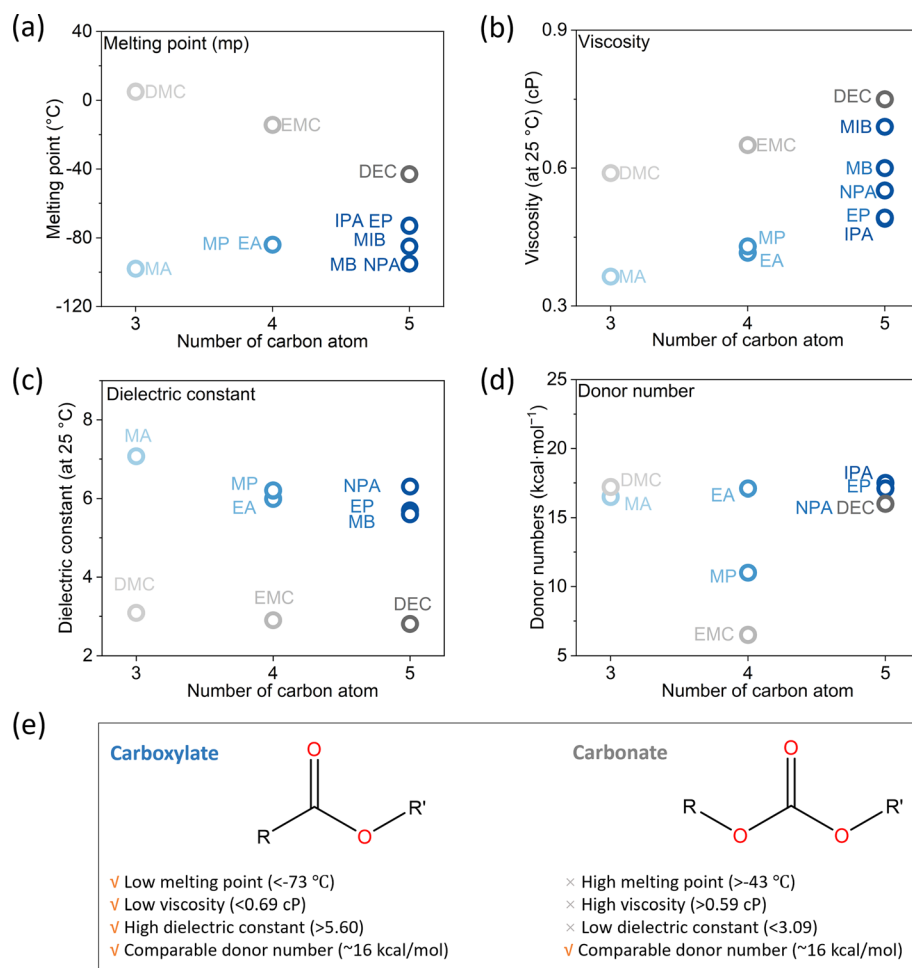 (a)
Melting point (mp)
Melting point (°C)
40
0
-40
-80
-120
DMC
EMC
DEC
IPA EP
MIB
MB NPA
MP EA
MA
3
4
5
Number of carbon atom
(b)
Viscosity
Viscosity (at 25 °C) (cP)
0.9
0.6
0.3
DEC
MIB
MB
NPA
EP
IPA
EMC
DMC
MP
EA
MA
3
4
5
Number of carbon atom
(c)
Dielectric constant
Dielectric constant (at 25 °C)
8
6
4
2
MA
MP
EA
NPA
EP
MB
DMC
EMC
DEC
3
4
5
Number of carbon atom
(d)
Donor number
Donor numbers (kcal·mol⁻¹)
25
20
15
10
5
DMC
MA
EA
IPA
EP
NPA DEC
MP
EMC
3
4
5
Number of carbon atom
(e)
Carboxylate
O
R
O
R'
√ Low melting point (<-73 ℃)
√ Low viscosity (<0.69 cP)
√ High dielectric constant (>5.60)
√ Comparable donor number (~16 kcal/mol)
Carbonate
O
R
O
O
R'
× High melting point (>-43 ℃)
× High viscosity (>0.59 cP)
× Low dielectric constant (<3.09)
√ Comparable donor number (~16 kcal/mol)